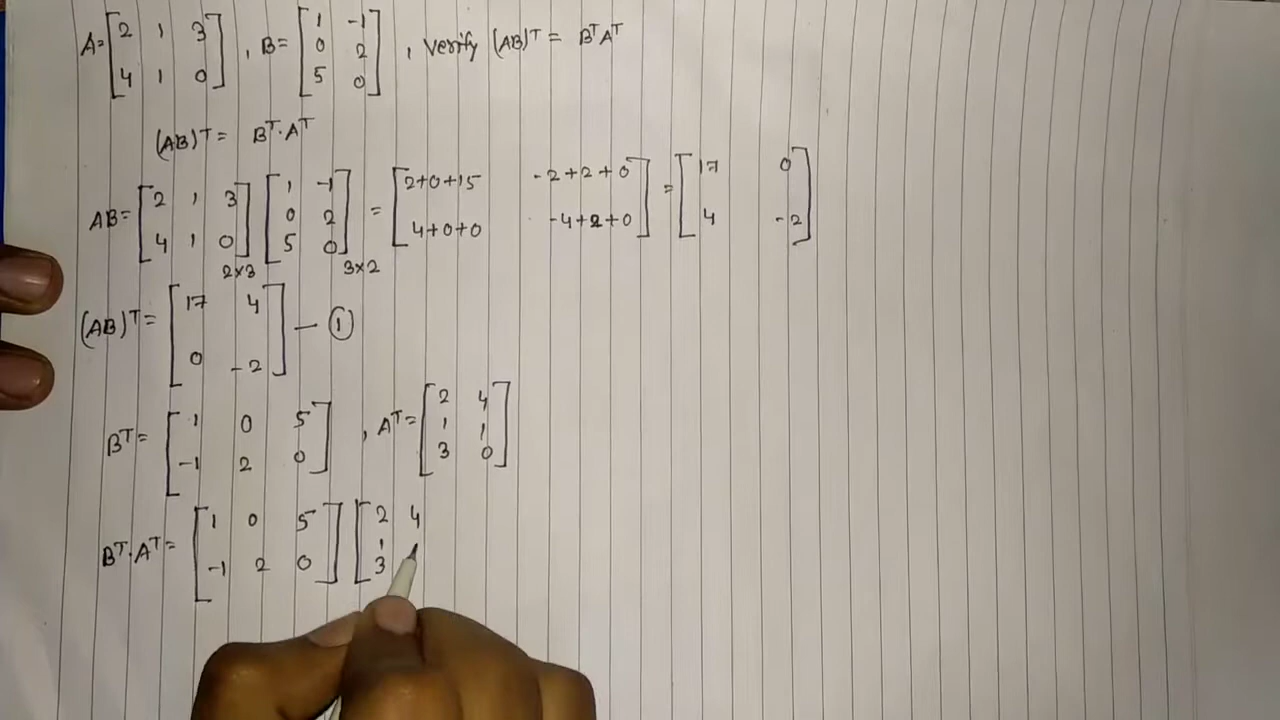 A = [2 1 3; 4 1 0], B = [1 -1; 0 2; 5 0], verify (AB)ᵀ = BᵀAᵀ
(AB)ᵀ = Bᵀ·Aᵀ
AB = [2 1 3; 4 1 0] 2×3 [1 -1; 0 2; 5 0] 3×2 = [2+0+15 -2+2+0; 4+0+0 -4+2+0] = [17 0; 4 -2]
(AB)ᵀ = [17 4; 0 -2] — ①
Bᵀ = [1 0 5; -1 2 0], Aᵀ = [2 4; 1 1; 3 0]
Bᵀ·Aᵀ = [1 0 5; -1 2 0] [2 4; 1; 3